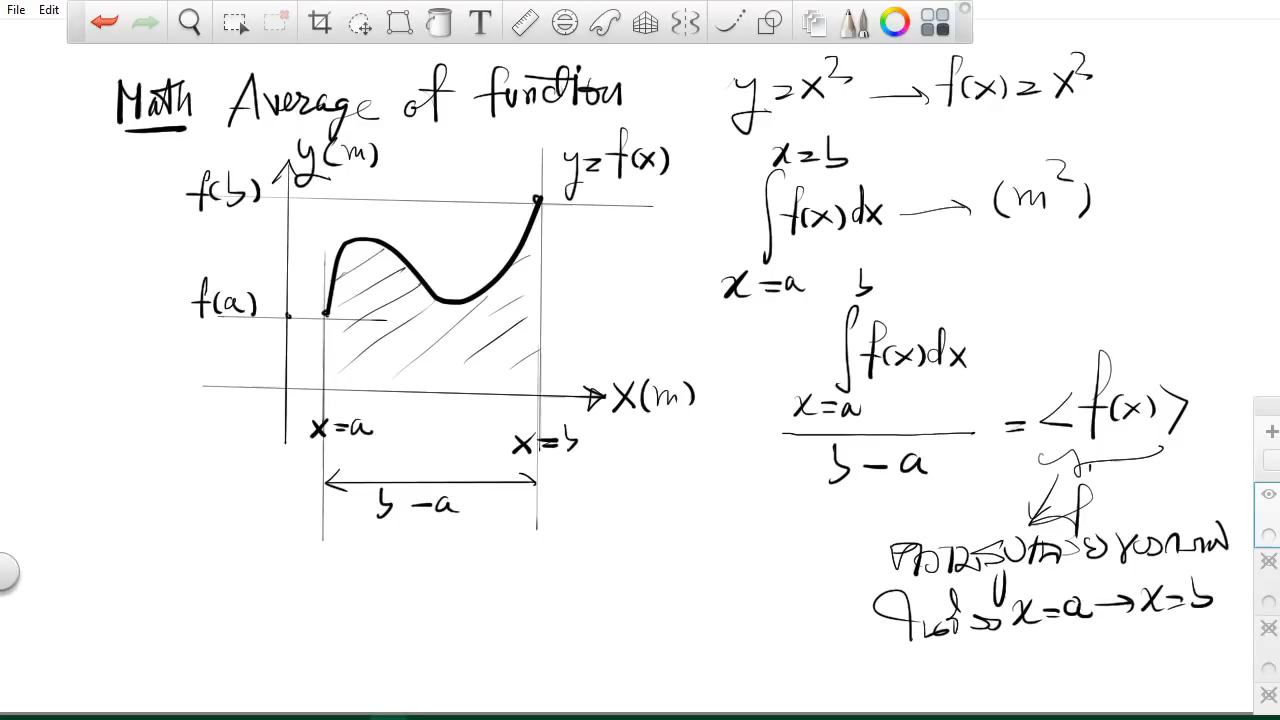 File Edit
Math Average of function
y(m)
f(b)
y=f(x)
f(a)
x(m)
x=a
x=b
b-a
y=x² → f(x)=x²
x=b
∫f(x)dx → (m²)
x=a
b
∫f(x)dx
x=a
b-a
= <f(x)>
x=a→x=b